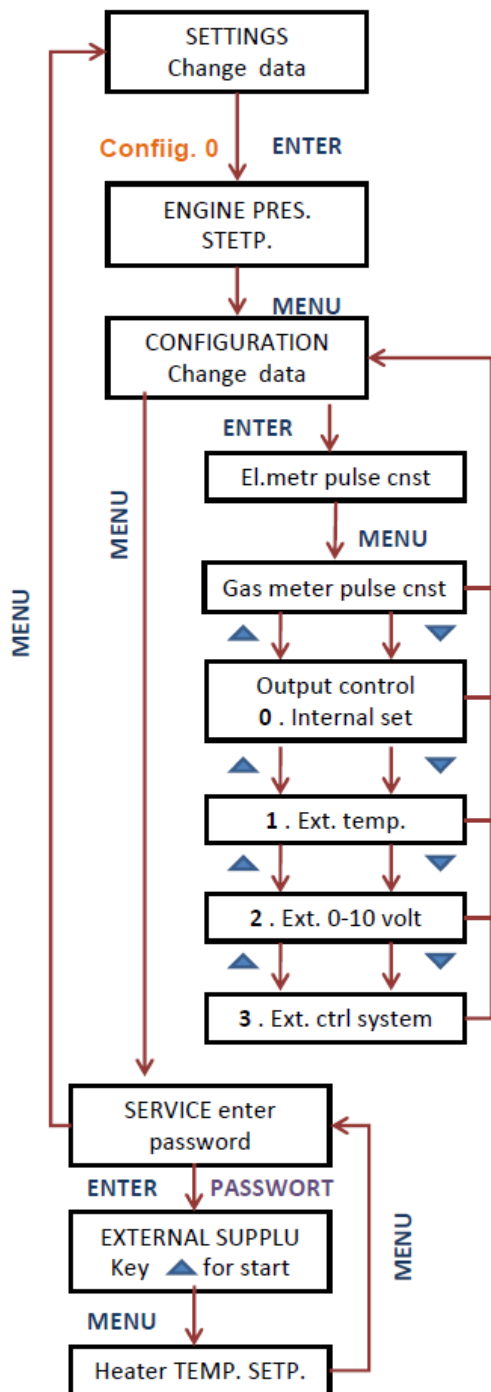 SETTINGS
Change data
Confiig. 0
ENTER
ENGINE PRES.
STETP.
MENU
CONFIGURATION
Change data
ENTER
El.metr pulse cnst
MENU
MENU
MENU
Gas meter pulse cnst
Output control
0 . Internal set
1 . Ext. temp.
2 . Ext. 0-10 volt
3 . Ext. ctrl system
SERVICE enter
password
ENTER
PASSWORT
EXTERNAL SUPPLU
Key for start
MENU
MENU
Heater TEMP. SETP.